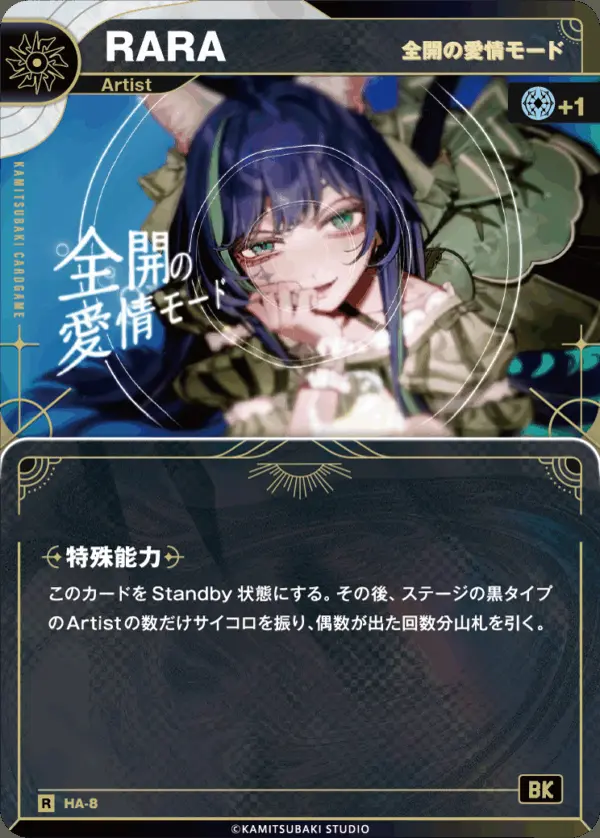 RARA
全開の愛情モード
Artist
+1
KAMITSUBAKI CARDGAME
全開の
愛情モード
特殊能力
このカードを Standby 状態にする。その後、ステージの黒タイプ
のArtistの数だけサイコロを振り、偶数が出た回数分山札を引く。
R HA-8
BK
©KAMITSUBAKI STUDIO